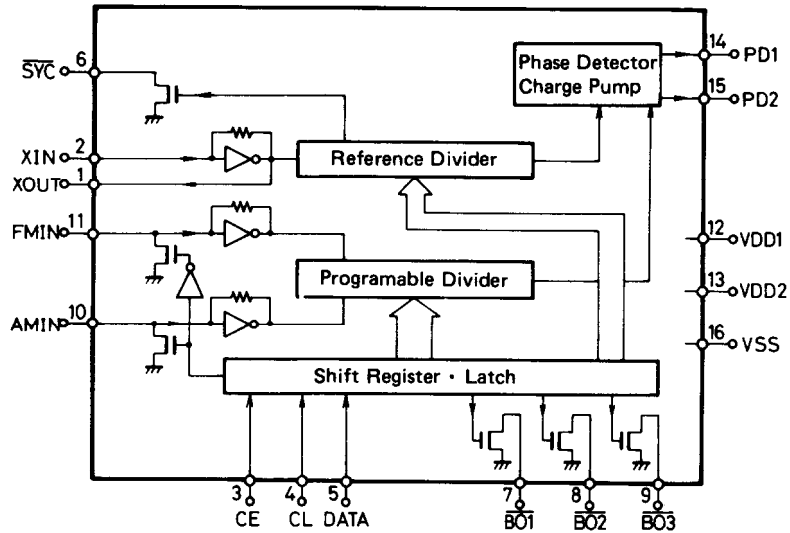 14
PD1
15
PD2
6
SYC
Phase Detector
Charge Pump
2
XIN
1
XOUT
Reference Divider
11
FMIN
12
VDD1
Programable Divider
13
VDD2
10
AMIN
16
VSS
Shift Register · Latch
3
4
5
7
8
9
CE
CL
DATA
BO1
BO2
BO3